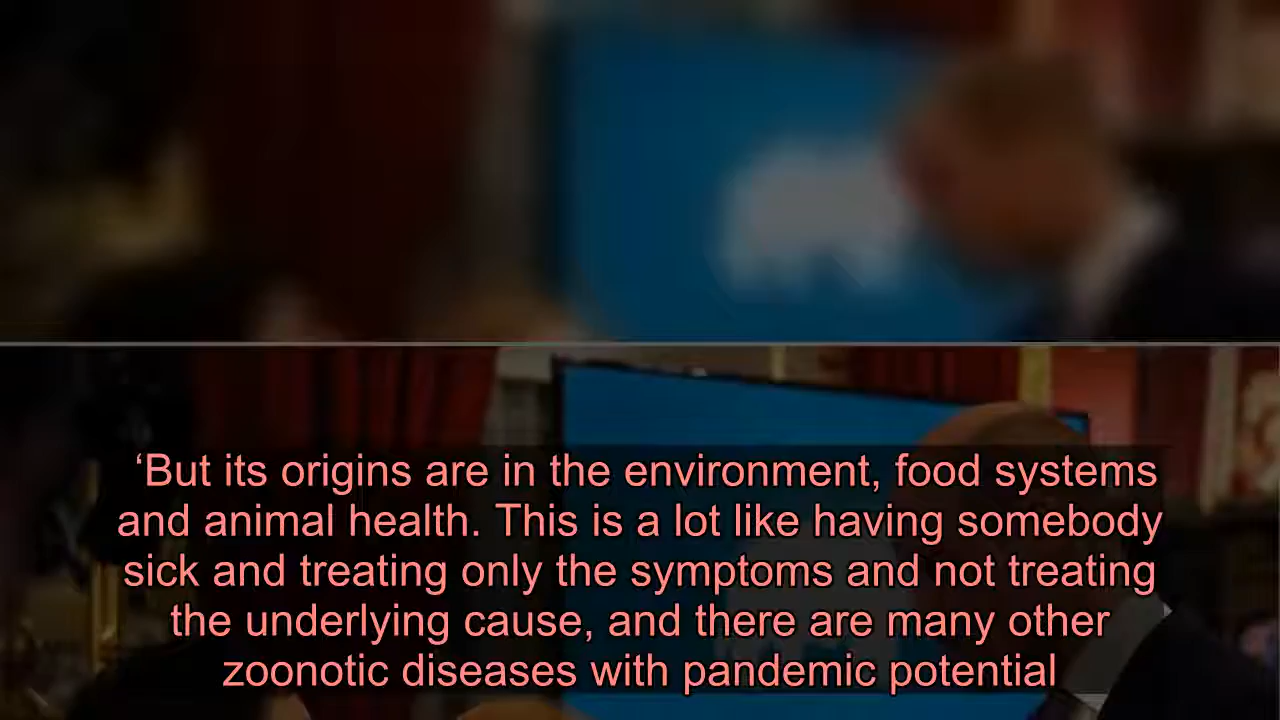 ‘But its origins are in the environment, food systems
and animal health. This is a lot like having somebody
sick and treating only the symptoms and not treating
the underlying cause, and there are many other
zoonotic diseases with pandemic potential